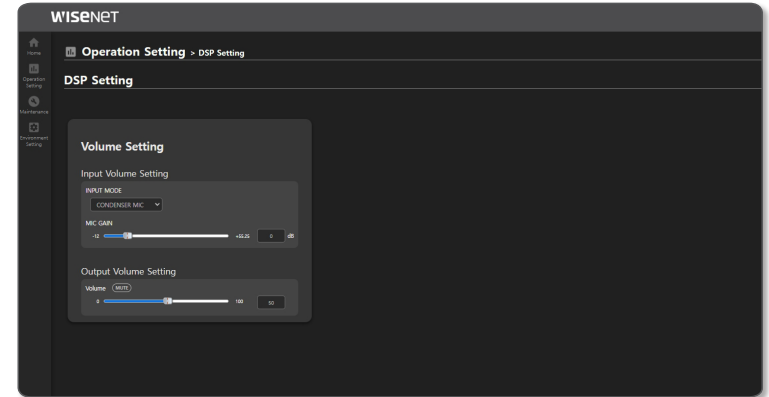 WISENET
Home
Operation
Setting
Maintenance
Environment
Setting
Operation Setting > DSP Setting
DSP Setting
Volume Setting
Input Volume Setting
INPUT MODE
CONDENSER MIC
MIC GAIN
-12 +55.25 0 dB
Output Volume Setting
Volume MUTE
0 100 50